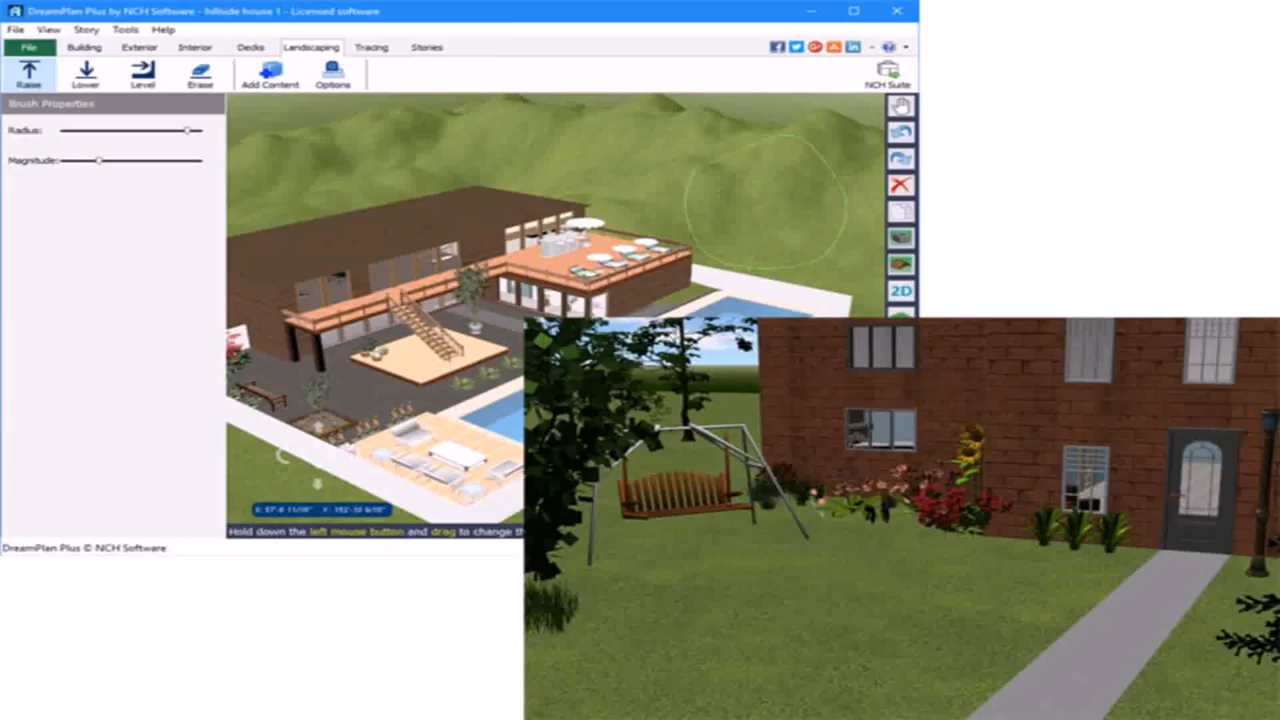 DreamPlan Plus by NCH Software - hillside house 1 - Licensed software
File View Story Tools Help
File Building Exterior Interior Decks Landscaping Tracing Stories
Raise Lower Level Erase Add Content Options NCH Suite
Brush Properties
Radius:
Magnitude:
2D
Hold down the left mouse button and drag to change th
DreamPlan Plus © NCH Software